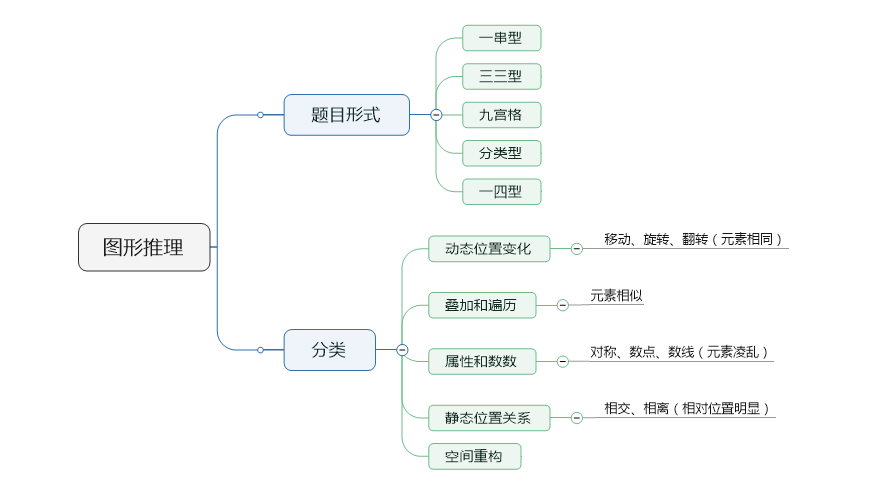 图形推理
题目形式
一串型
三三型
九宫格
分类型
一四型
分类
动态位置变化
移动、旋转、翻转（元素相同）
叠加和遍历
元素相似
属性和数数
对称、数点、数线（元素凌乱）
静态位置关系
相交、相离（相对位置明显）
空间重构